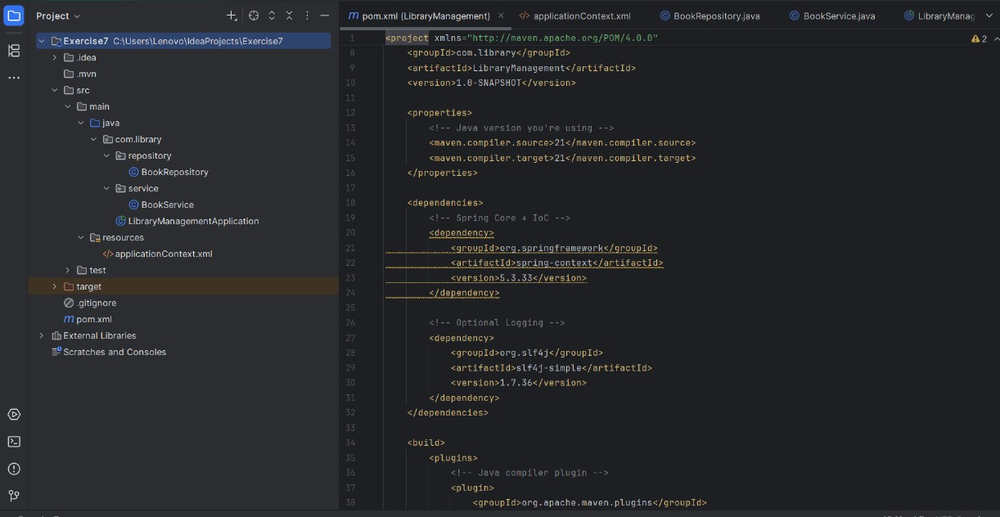 Project
Exercise7 C:\Users\Lenovo\IdeaProjects\Exercise7
.idea
.mvn
src
main
java
com.library
repository
BookRepository
service
BookService
LibraryManagementApplication
resources
applicationContext.xml
test
target
.gitignore
pom.xml
External Libraries
Scratches and Consoles
pom.xml (LibraryManagement) applicationContext.xml BookRepository.java BookService.java LibraryManag
2
1 <project xmlns="http://maven.apache.org/POM/4.0.0"
8 <groupId>com.library</groupId>
9 <artifactId>LibraryManagement</artifactId>
10 <version>1.0-SNAPSHOT</version>
11
12 <properties>
13 <!-- Java version you're using -->
14 <maven.compiler.source>21</maven.compiler.source>
15 <maven.compiler.target>21</maven.compiler.target>
16 </properties>
17
18 <dependencies>
19 <!-- Spring Core + IoC -->
20 <dependency>
21 <groupId>org.springframework</groupId>
22 <artifactId>spring-context</artifactId>
23 <version>5.3.33</version>
24 </dependency>
25
26 <!-- Optional Logging -->
27 <dependency>
28 <groupId>org.slf4j</groupId>
29 <artifactId>slf4j-simple</artifactId>
30 <version>1.7.36</version>
31 </dependency>
32 </dependencies>
33
34 <build>
35 <plugins>
36 <!-- Java compiler plugin -->
37 <plugin>
38 <groupId>org.apache.maven.plugins</groupId>